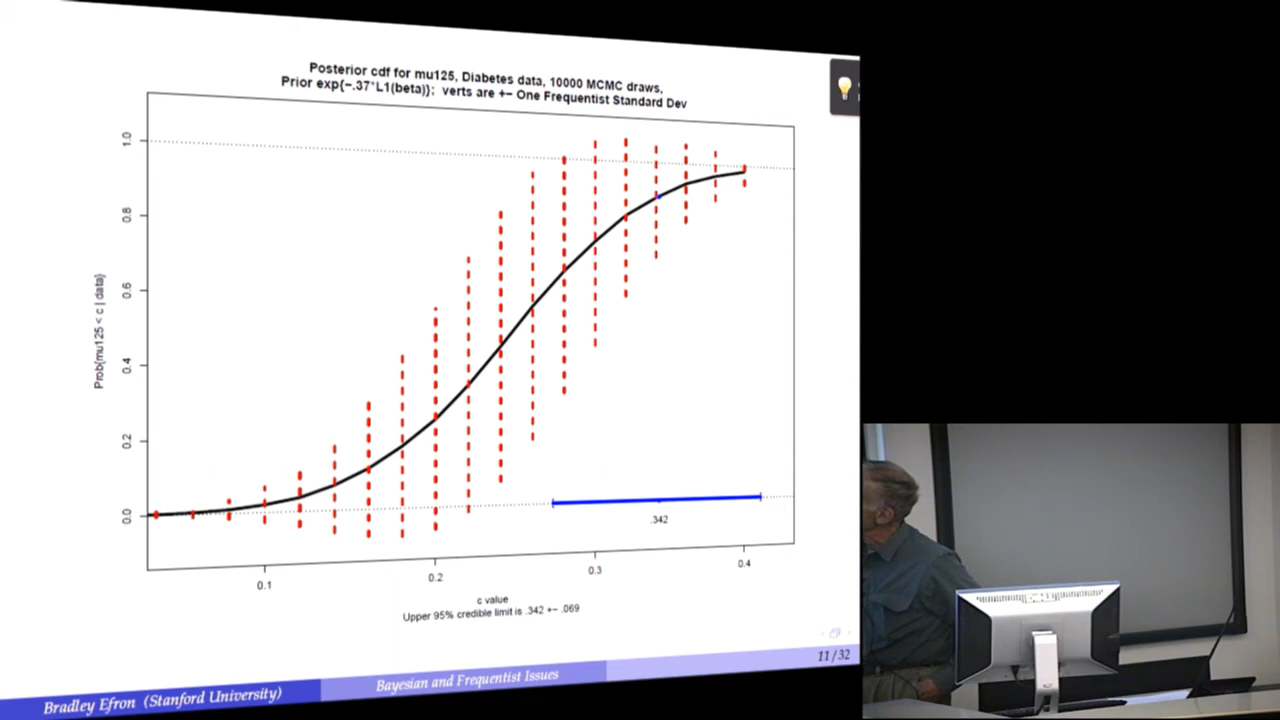 Posterior cdf for mu125, Diabetes data, 10000 MCMC draws,
Prior exp{-.37*L1(beta)}; verts are +- One Frequentist Standard Dev
1.0
0.8
0.6
0.4
0.2
0.0
Prob{mu125 < c | data}
.342
0.1
0.2
0.3
0.4
c value
Upper 95% credible limit is .342 +- .069
11 / 32
Bradley Efron (Stanford University)
Bayesian and Frequentist Issues